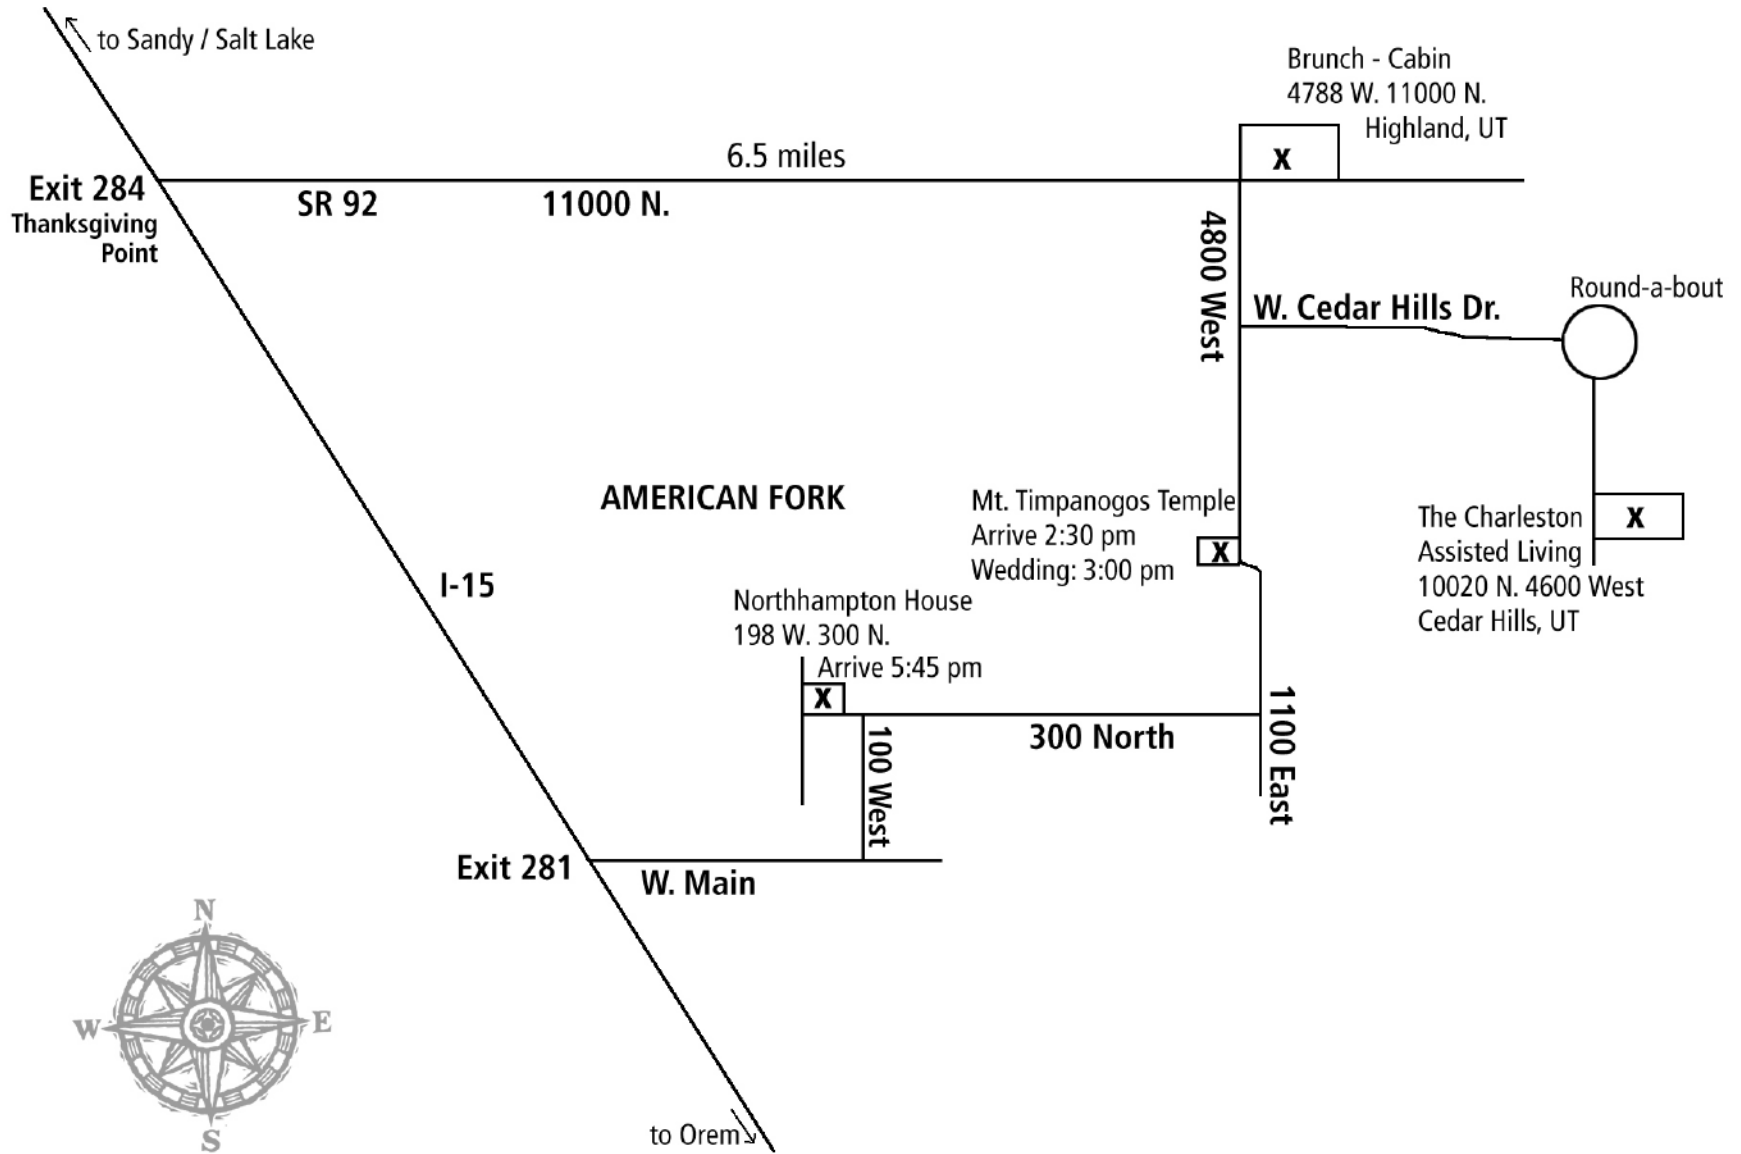 to Sandy / Salt Lake
Brunch - Cabin
4788 W. 11000 N.
Highland, UT
6.5 miles
X
Exit 284
Thanksgiving
Point
SR 92
11000 N.
4800 West
W. Cedar Hills Dr.
Round-a-bout
AMERICAN FORK
Mt. Timpanogos Temple
Arrive 2:30 pm
Wedding: 3:00 pm
X
The Charleston
Assisted Living
10020 N. 4600 West
Cedar Hills, UT
X
I-15
Northhampton House
198 W. 300 N.
Arrive 5:45 pm
X
300 North
1100 East
100 West
Exit 281
W. Main
N
W
E
S
to Orem